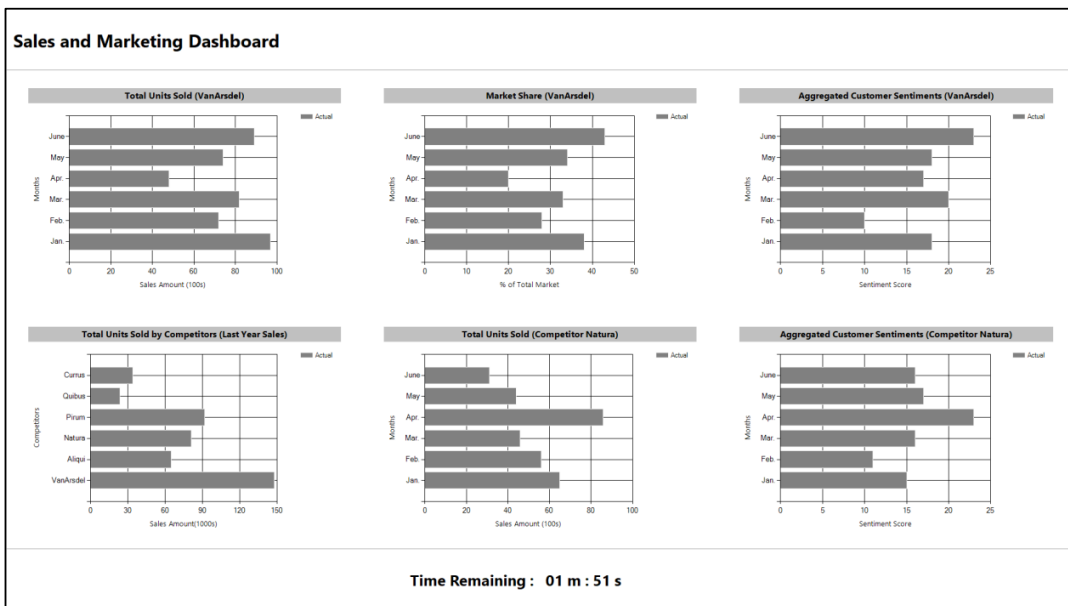 Sales and Marketing Dashboard
Total Units Sold (VanArsdel)
Actual
Months
June
May
Apr.
Mar.
Feb.
Jan.
0 20 40 60 80 100
Sales Amount (100s)
Market Share (VanArsdel)
Actual
Months
June
May
Apr.
Mar.
Feb.
Jan.
0 10 20 30 40 50
% of Total Market
Aggregated Customer Sentiments (VanArsdel)
Actual
Months
June
May
Apr.
Mar.
Feb.
Jan.
0 5 10 15 20 25
Sentiment Score
Total Units Sold by Competitors (Last Year Sales)
Actual
Competitors
Currus
Quibus
Pirum
Natura
Aliqui
VanArsdel
0 30 60 90 120 150
Sales Amount(1000s)
Total Units Sold (Competitor Natura)
Actual
Months
June
May
Apr.
Mar.
Feb.
Jan.
0 20 40 60 80 100
Sales Amount (100s)
Aggregated Customer Sentiments (Competitor Natura)
Actual
Months
June
May
Apr.
Mar.
Feb.
Jan.
0 5 10 15 20 25
Sentiment Score
Time Remaining : 01 m : 51 s